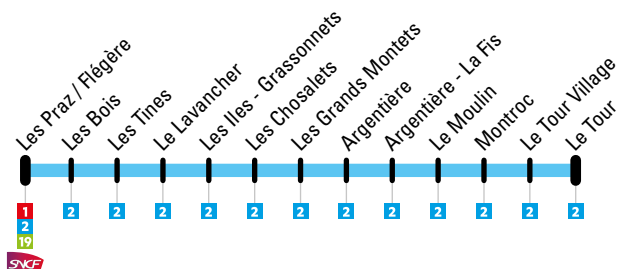 Les Praz / Flégère
Les Bois
Les Tines
Le Lavancher
Les Iles - Grassonnets
Les Chosalets
Les Grands Montets
Argentière
Argentière - La Fis
Le Moulin
Montroc
Le Tour Village
Le Tour
1
2 2 2 2 2 2 2 2 2 2 2 2
2
19
SNCF